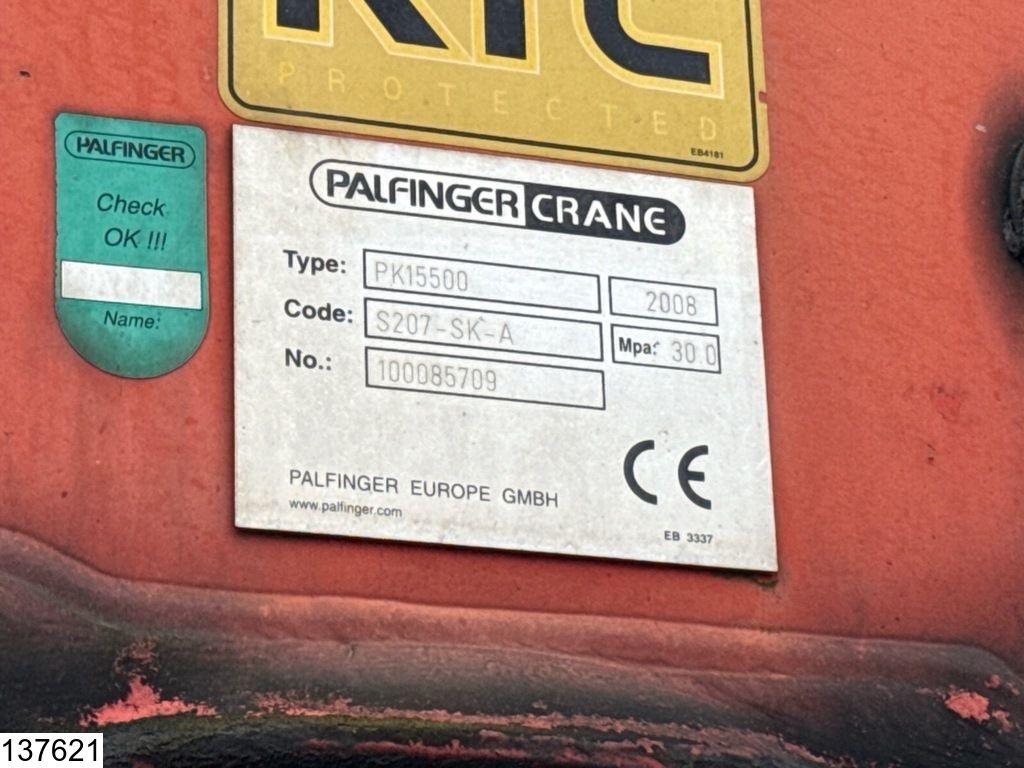 PROTECTED
EB4181
PALFINGER
Check
OK !!!
Name:
PALFINGER CRANE
Type: PK15500 2008
Code: S207-SK-A Mpa: 30.0
No.: 100085709
CE
PALFINGER EUROPE GMBH
www.palfinger.com
EB 3337
137621